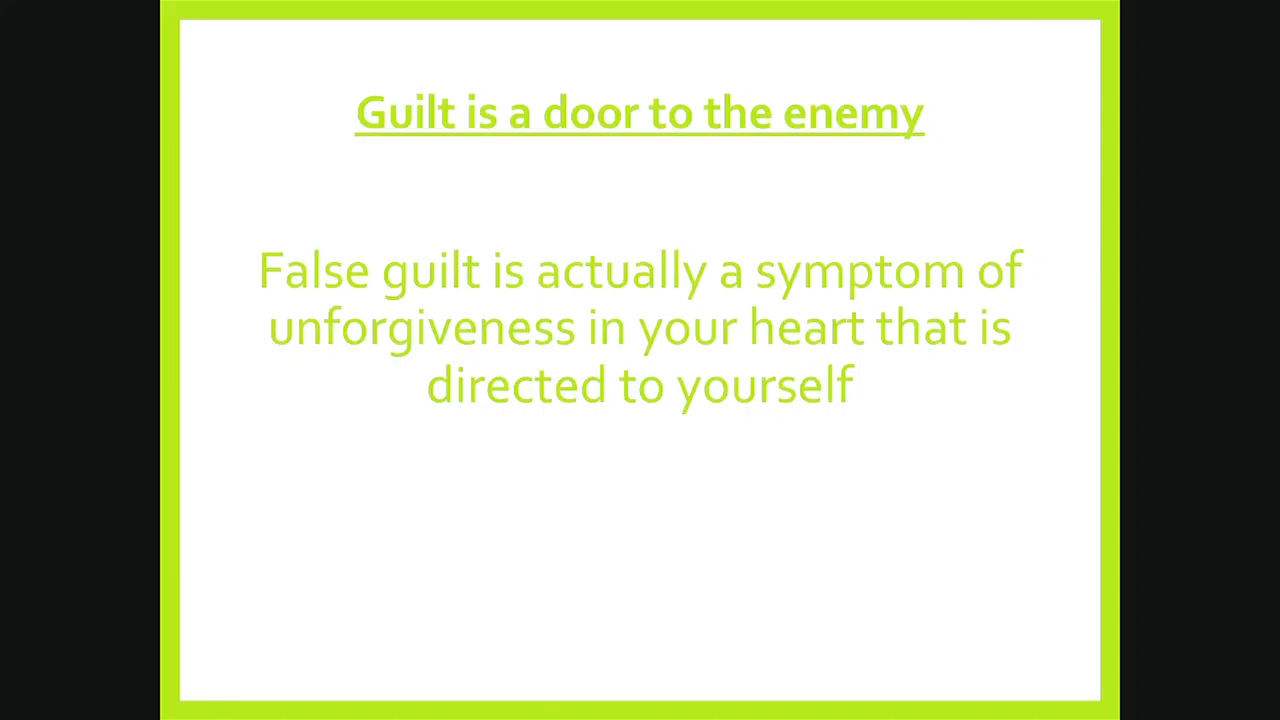 Guilt is a door to the enemy
False guilt is actually a symptom of
unforgiveness in your heart that is
directed to yourself